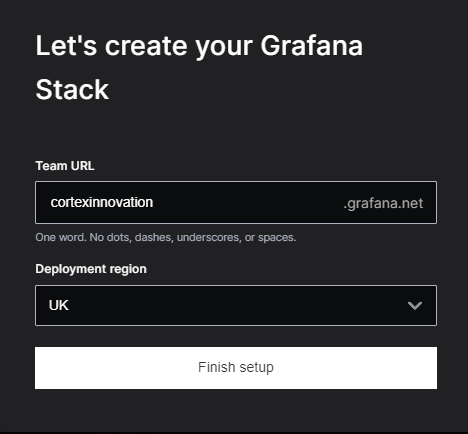 Let's create your Grafana
Stack
Team URL
cortexinnovation .grafana.net
One word. No dots, dashes, underscores, or spaces.
Deployment region
UK
Finish setup